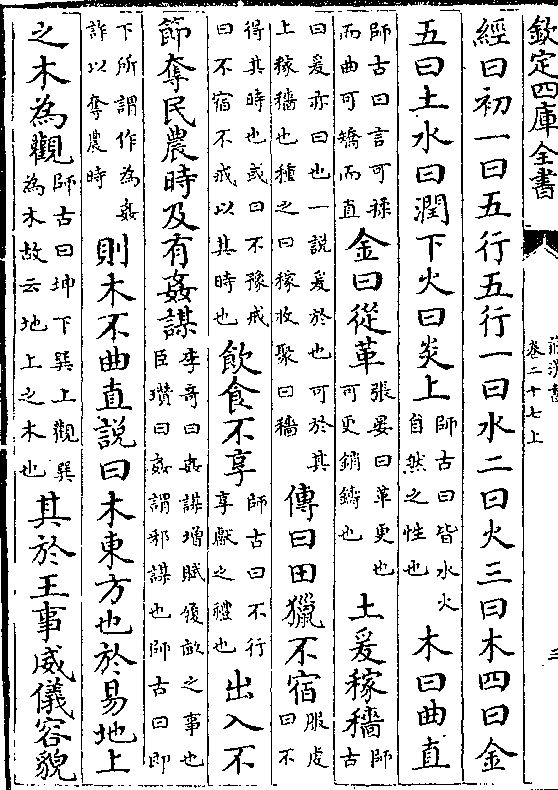 欽定四庫全書
前漢書
卷二十七上
三
經曰初一曰五行五行一曰水二曰火三曰木四曰金
五曰土水曰潤下火曰炎上師古曰皆水火自然之性也木曰曲直
師古曰言可揉而曲可矯而直金曰從革張晏曰革更也可更銷鑄也土爰稼穡師古
曰爰亦曰也一說爰於也可於其上稼穡也種之曰稼收聚曰穡傳曰田獵不宿服虔曰不
得其時也或曰不豫戒曰不宿不戒以其時也飲食不享師古曰不行享獻之禮也出入不
節奪民農時及有姦謀李奇曰姦謀增賦履畝之事也臣瓚曰姦謂邪謀也師古曰即
下所謂作為姦詐以奪農時則木不曲直說曰木東方也於易地上
之木為觀師古曰坤下巽上觀巽為木故云地上之木也其於王事威儀容貌